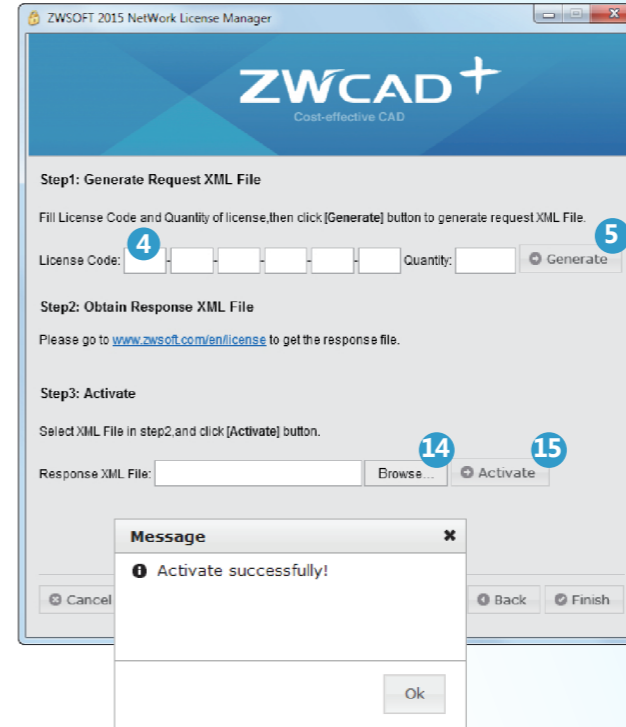 ZWSOFT 2015 NetWork License Manager
ZWCAD+
Cost-effective CAD
Step1: Generate Request XML File
Fill License Code and Quantity of license,then click [Generate] button to generate request XML File.
4 5
License Code: - - - - - Quantity: Generate
Step2: Obtain Response XML File
Please go to www.zwsoft.com/en/license to get the response file.
Step3: Activate
Select XML File in step2,and click [Activate] button.
14 15
Response XML File: Browse... Activate
Message
Activate successfully!
Cancel Back Finish
Ok